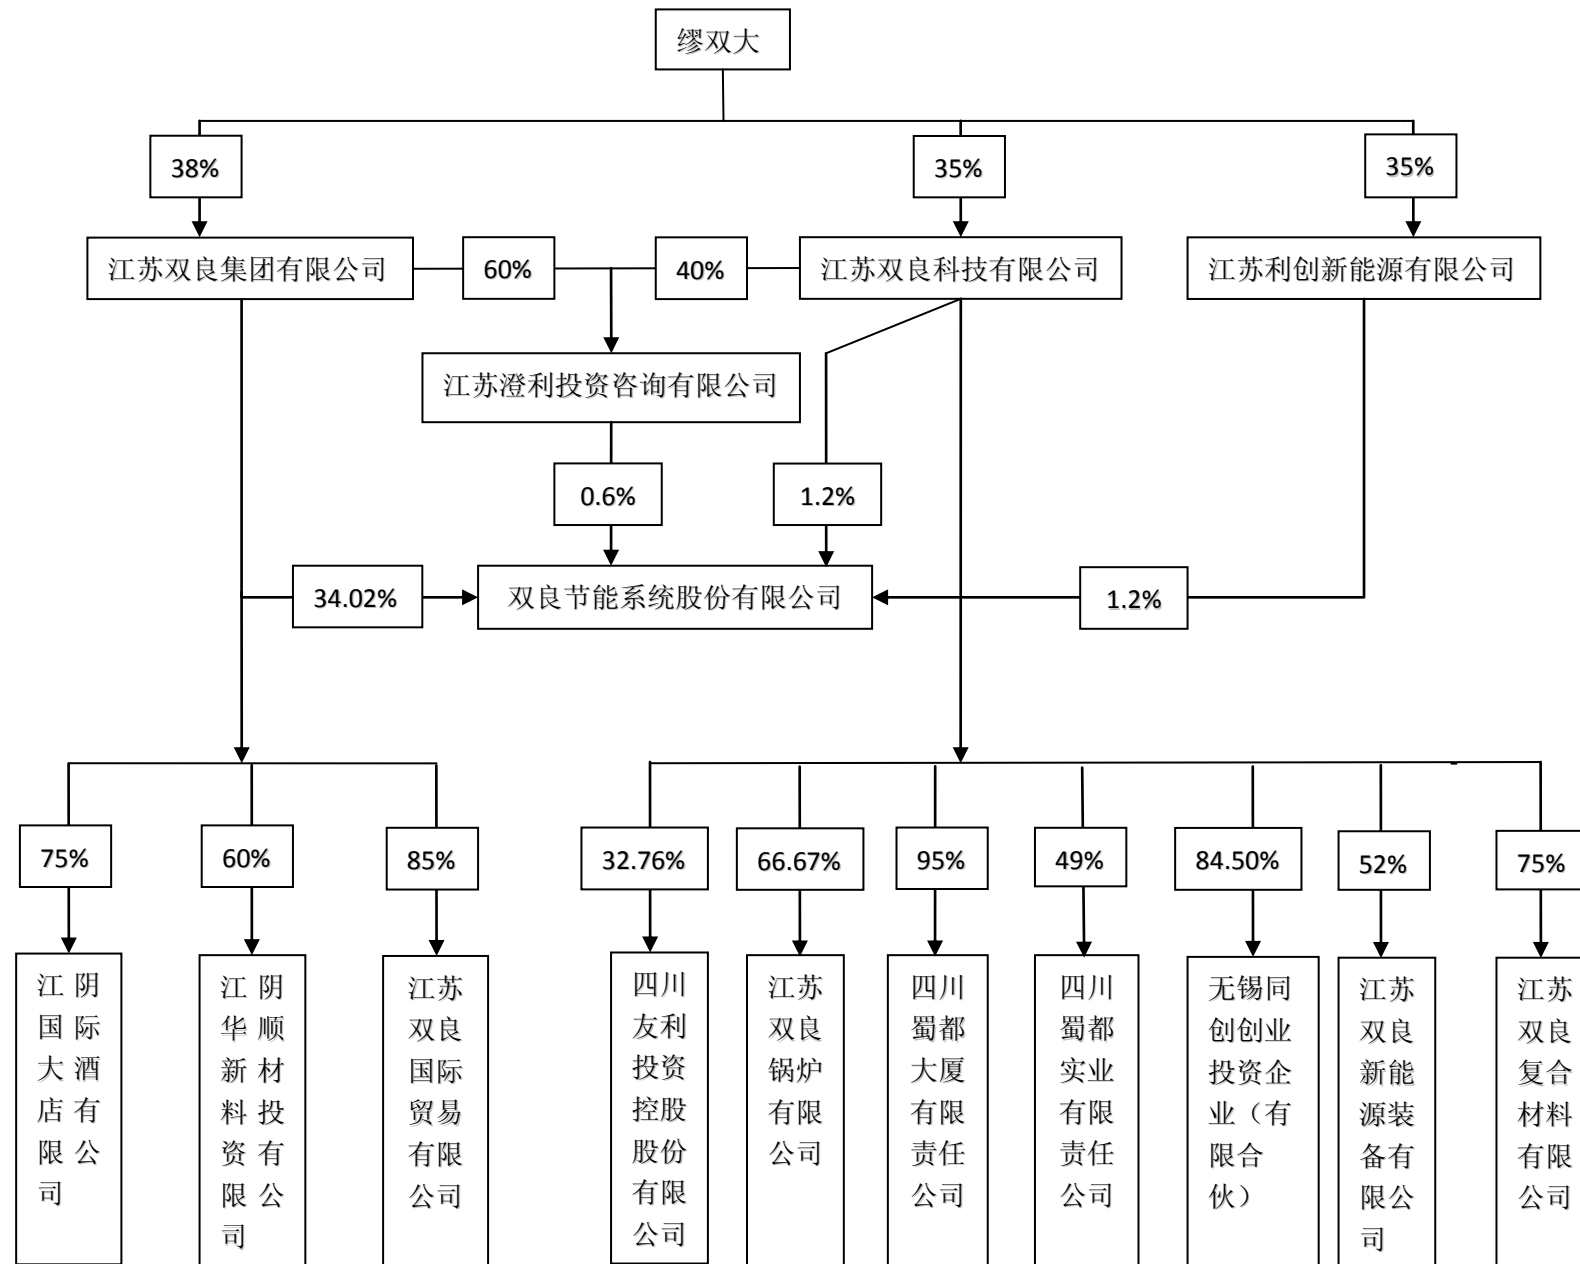 缪双大
38%
35%
35%
江苏双良集团有限公司
60%
40%
江苏双良科技有限公司
江苏利创新能源有限公司
江苏澄利投资咨询有限公司
0.6%
1.2%
34.02%
双良节能系统股份有限公司
1.2%
75%
60%
85%
32.76%
66.67%
95%
49%
84.50%
52%
75%
江阴
国际
大酒
店有
限公
司
江阴
华顺
新材
料投
资有
限公
司
江苏
双良
国际
贸易
有限
公司
四川
友利
投资
控股
股份
有限
公司
江苏
双良
锅炉
有限
公司
四川
蜀都
大厦
有限
责任
公司
四川
蜀都
实业
有限
责任
公司
无锡同
创创业
投资企
业（有
限合
伙）
江苏
双良
新能
源装
备有
限公
司
江苏
双良
复合
材料
有限
公司